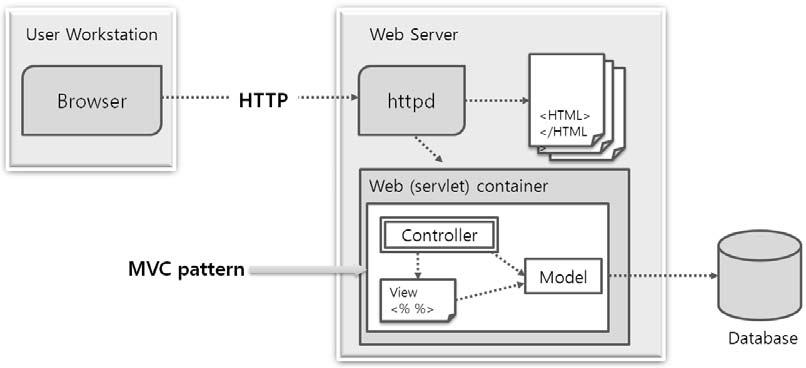 User Workstation
Browser
HTTP
Web Server
httpd
<HTML>
</HTML
>
Web (servlet) container
Controller
View
<% %>
Model
MVC pattern
Database